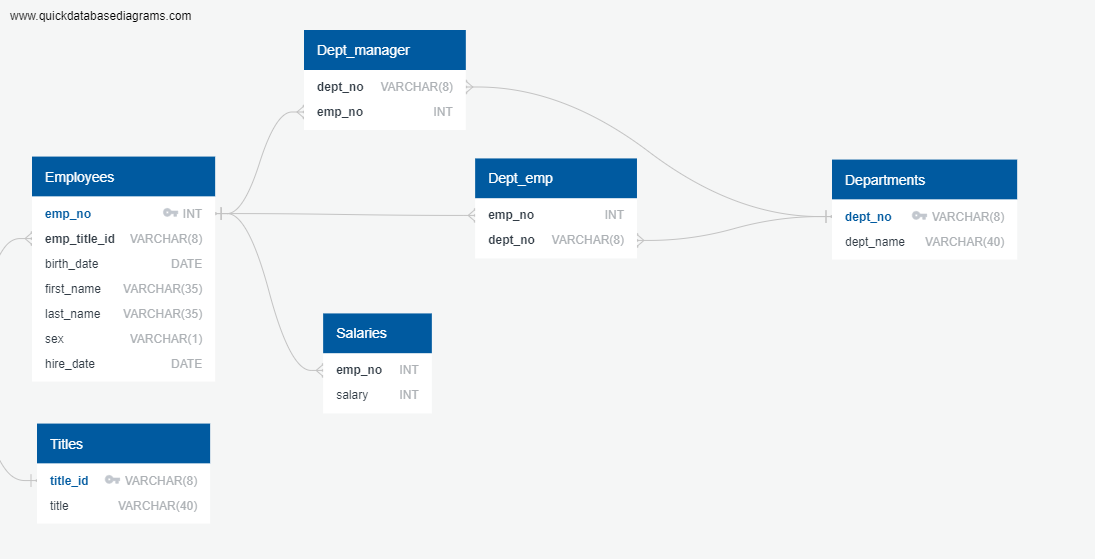 www.quickdatabasediagrams.com
Dept_manager
dept_no VARCHAR(8)
emp_no INT
Employees
emp_no INT
emp_title_id VARCHAR(8)
birth_date DATE
first_name VARCHAR(35)
last_name VARCHAR(35)
sex VARCHAR(1)
hire_date DATE
Dept_emp
emp_no INT
dept_no VARCHAR(8)
Departments
dept_no VARCHAR(8)
dept_name VARCHAR(40)
Salaries
emp_no INT
salary INT
Titles
title_id VARCHAR(8)
title VARCHAR(40)